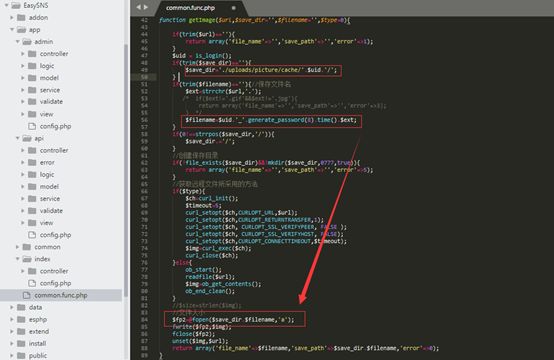 EasySNS
addon
app
admin
controller
logic
model
service
validate
view
config.php
api
controller
error
logic
model
service
validate
view
config.php
common
index
controller
config.php
common.func.php
data
esphp
extend
install
public
common.func.php
42 function getImage($url,$save_dir='',$filename='',$type=0){
43
44 if(trim($url)==''){
45 return array('file_name'=>'','save_path'=>'','error'=>1);
46 }
47 $uid = is_login();
48 if(trim($save_dir)==''){
49 $save_dir='./uploads/picture/cache/'.$uid.'/';
50 }
51 if(trim($filename)==''){//保存文件名
52 $ext=strrchr($url,'.');
53 /* if($ext!='.gif'&&$ext!='.jpg'){
54 return array('file_name'=>'','save_path'=>'','error'=>3);
55 } */
56 $filename=$uid.'_'.generate_password(8).time().$ext;
57 }
58 if(0!==strrpos($save_dir,'/')){
59 $save_dir.='/';
60 }
61 //创建保存目录
62 if(!file_exists($save_dir)&&!mkdir($save_dir,0777,true)){
63 return array('file_name'=>'','save_path'=>'','error'=>5);
64 }
65 //获取远程文件所采用的方法
66 if($type){
67 $ch=curl_init();
68 $timeout=5;
69 curl_setopt($ch,CURLOPT_URL,$url);
70 curl_setopt($ch,CURLOPT_RETURNTRANSFER,1);
71 curl_setopt($ch, CURLOPT_SSL_VERIFYPEER, FALSE );
72 curl_setopt($ch, CURLOPT_SSL_VERIFYHOST, FALSE);
73 curl_setopt($ch,CURLOPT_CONNECTTIMEOUT,$timeout);
74 $img=curl_exec($ch);
75 curl_close($ch);
76 }else{
77 ob_start();
78 readfile($url);
79 $img=ob_get_contents();
80 ob_end_clean();
81 }
82 //$size=strlen($img);
83 //文件大小
84 $fp2=@fopen($save_dir.$filename,'a');
85 fwrite($fp2,$img);
86 fclose($fp2);
87 unset($img,$url);
88 return array('file_name'=>$filename,'save_path'=>$save_dir.$filename,'error'=>0);
89 }